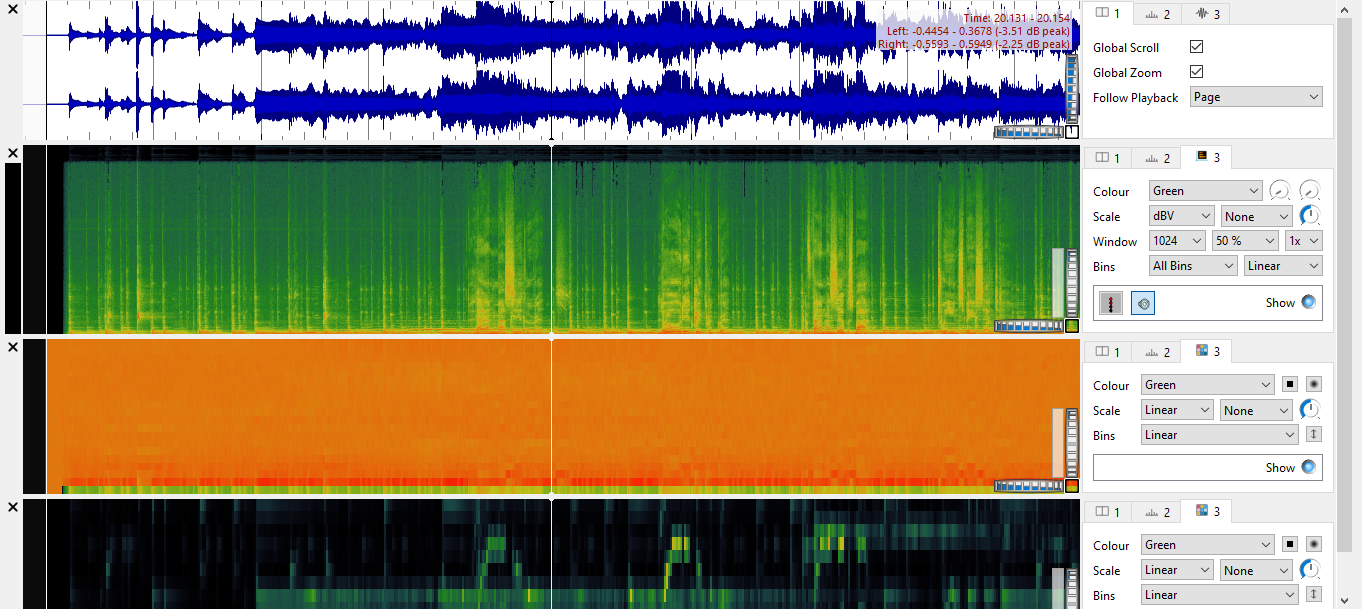 Time: 20.131 - 20.154
Left: -0.4454 - 0.3678 (-3.51 dB peak)
Right: -0.5593 - 0.5949 (-2.25 dB peak)
1 2 3
Global Scroll
Global Zoom
Follow Playback Page
1 2 3
Colour Green
Scale dBV None
Window 1024 50 % 1x
Bins All Bins Linear
Show
1 2 3
Colour Green
Scale Linear None
Bins Linear
Show
1 2 3
Colour Green
Scale Linear None
Bins Linear